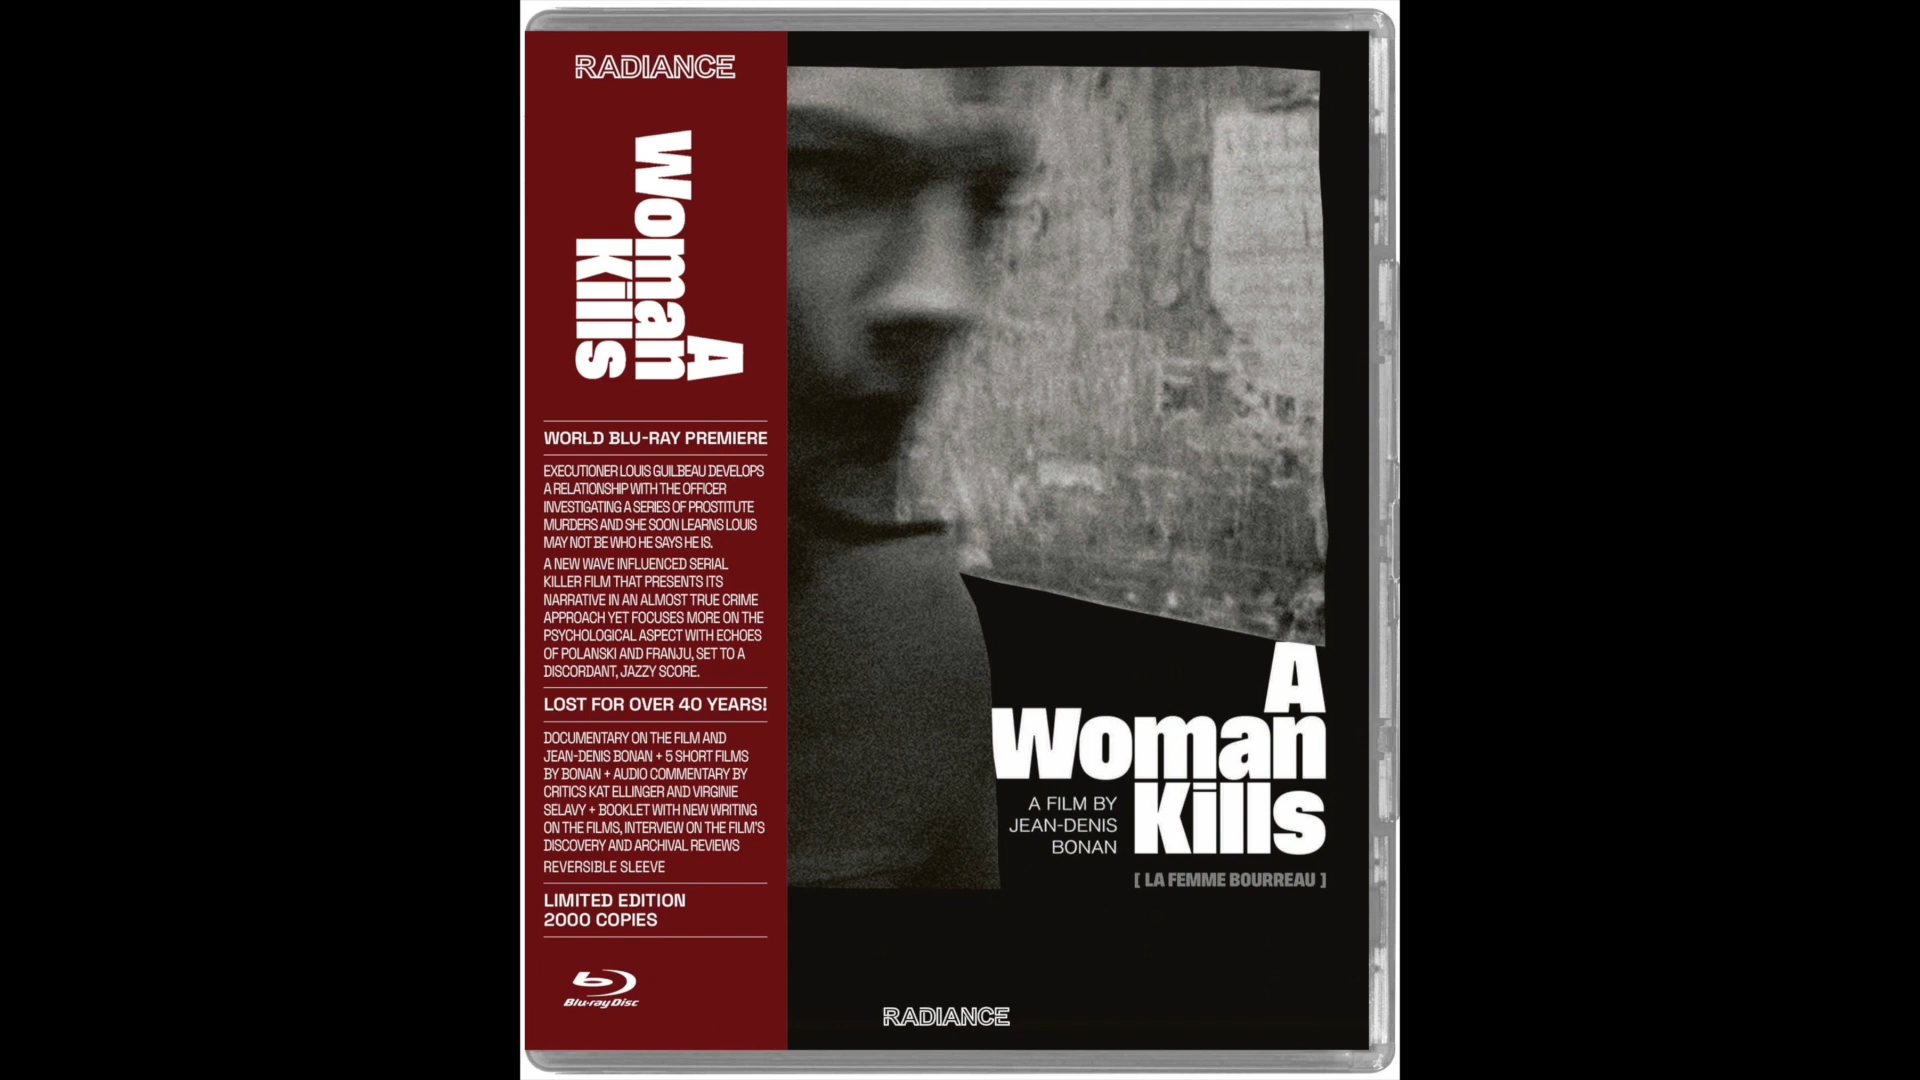 RADIANCE
A
Woman
Kills
WORLD BLU-RAY PREMIERE
EXECUTIONER LOUIS GUILBEAU DEVELOPS
A RELATIONSHIP WITH THE OFFICER
INVESTIGATING A SERIES OF PROSTITUTE
MURDERS AND SHE SOON LEARNS LOUIS
MAY NOT BE WHO HE SAYS HE IS.
A NEW WAVE INFLUENCED SERIAL
KILLER FILM THAT PRESENTS ITS
NARRATIVE IN AN ALMOST TRUE CRIME
APPROACH YET FOCUSES MORE ON THE
PSYCHOLOGICAL ASPECT WITH ECHOES
OF POLANSKI AND FRANJU, SET TO A
DISCORDANT, JAZZY SCORE.
LOST FOR OVER 40 YEARS!
DOCUMENTARY ON THE FILM AND
JEAN-DENIS BONAN + 5 SHORT FILMS
BY BONAN + AUDIO COMMENTARY BY
CRITICS KAT ELLINGER AND VIRGINIE
SELAVY + BOOKLET WITH NEW WRITING
ON THE FILMS, INTERVIEW ON THE FILM'S
DISCOVERY AND ARCHIVAL REVIEWS
REVERSIBLE SLEEVE
LIMITED EDITION
2000 COPIES
Blu-ray Disc
A
Woman
Kills
A FILM BY
JEAN-DENIS
BONAN
[ LA FEMME BOURREAU ]
RADIANCE